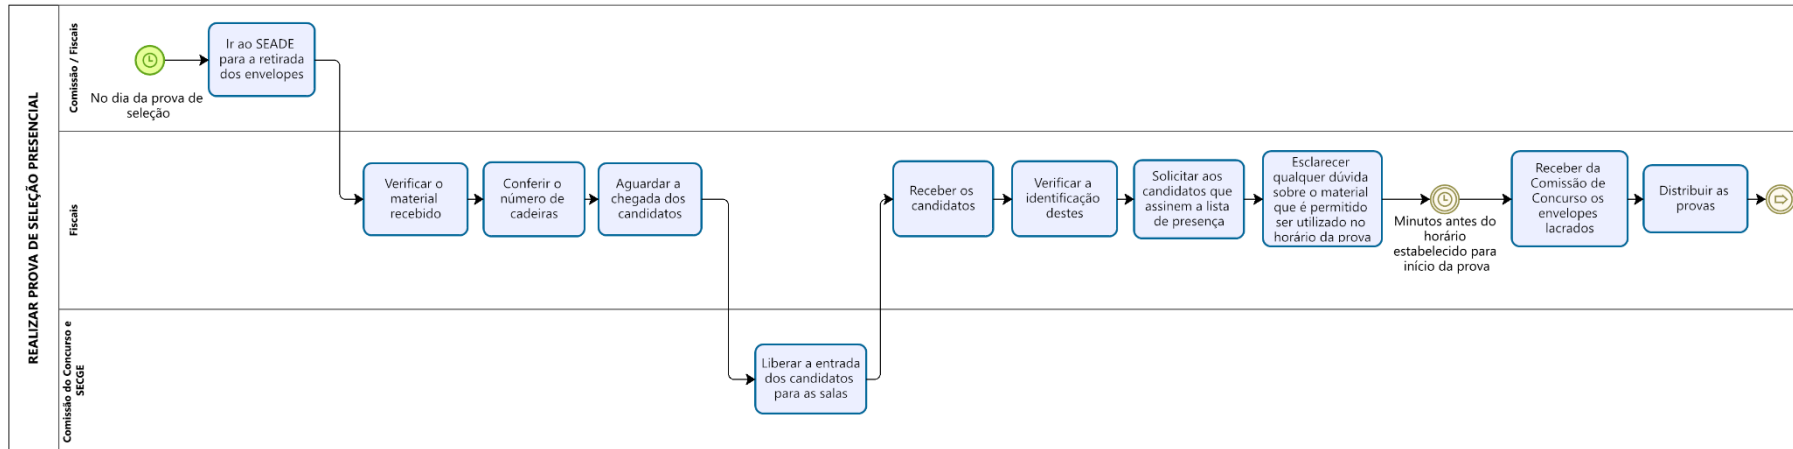 REALIZAR PROVA DE SELEÇÃO PRESENCIAL
Comissão / Fiscais
No dia da prova de
seleção
Ir ao SEADE
para a retirada
dos envelopes
Fiscais
Verificar o
material
recebido
Conferir o
número de
cadeiras
Aguardar a
chegada dos
candidatos
Receber os
candidatos
Verificar a
identificação
destes
Solicitar aos
candidatos que
assinem a lista
de presença
Esclarecer
qualquer dúvida
sobre o material
que é permitido
ser utilizado no
horário da prova
Minutos antes do
horário
estabelecido para
início da prova
Receber da
Comissão de
Concurso os
envelopes
lacrados
Distribuir as
provas
Comissão do Concurso e
SECGE
Liberar a entrada
dos candidatos
para as salas